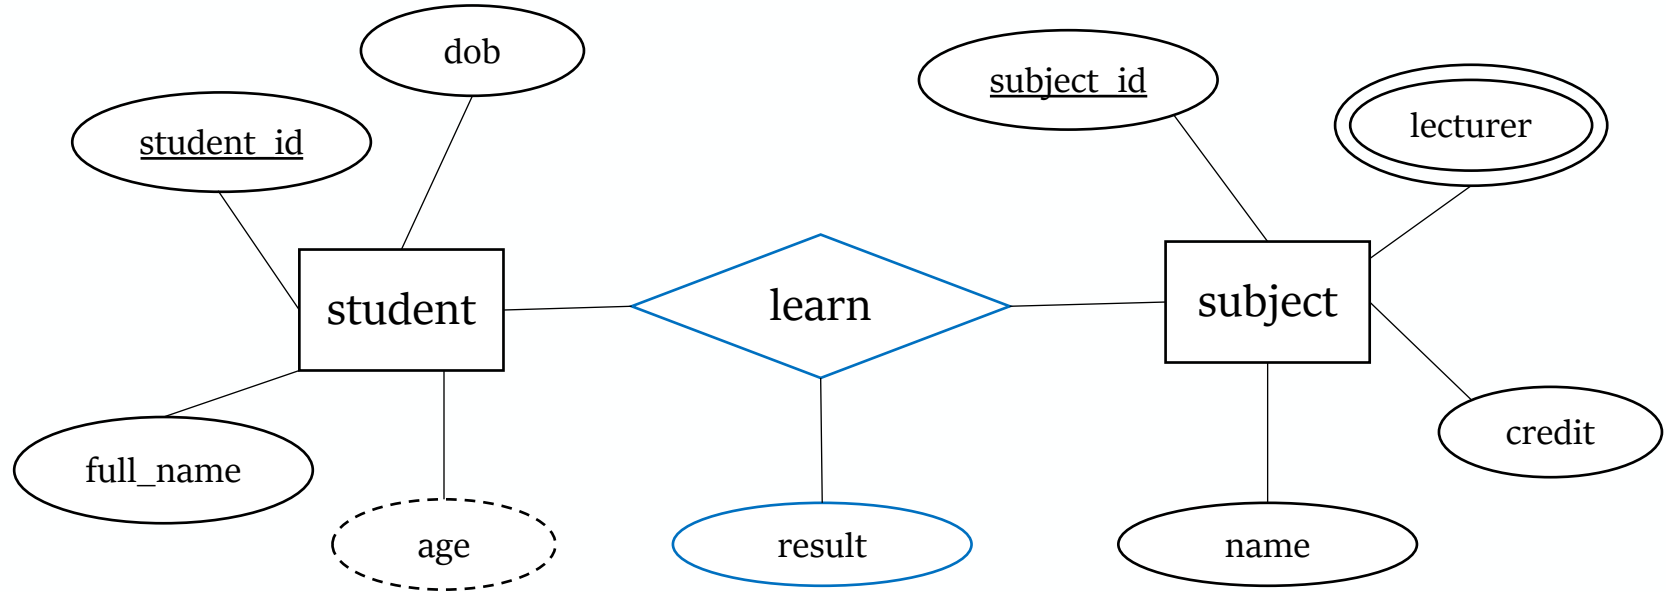 dob
subject_id
lecturer
student_id
student
learn
subject
full_name
credit
age
result
name